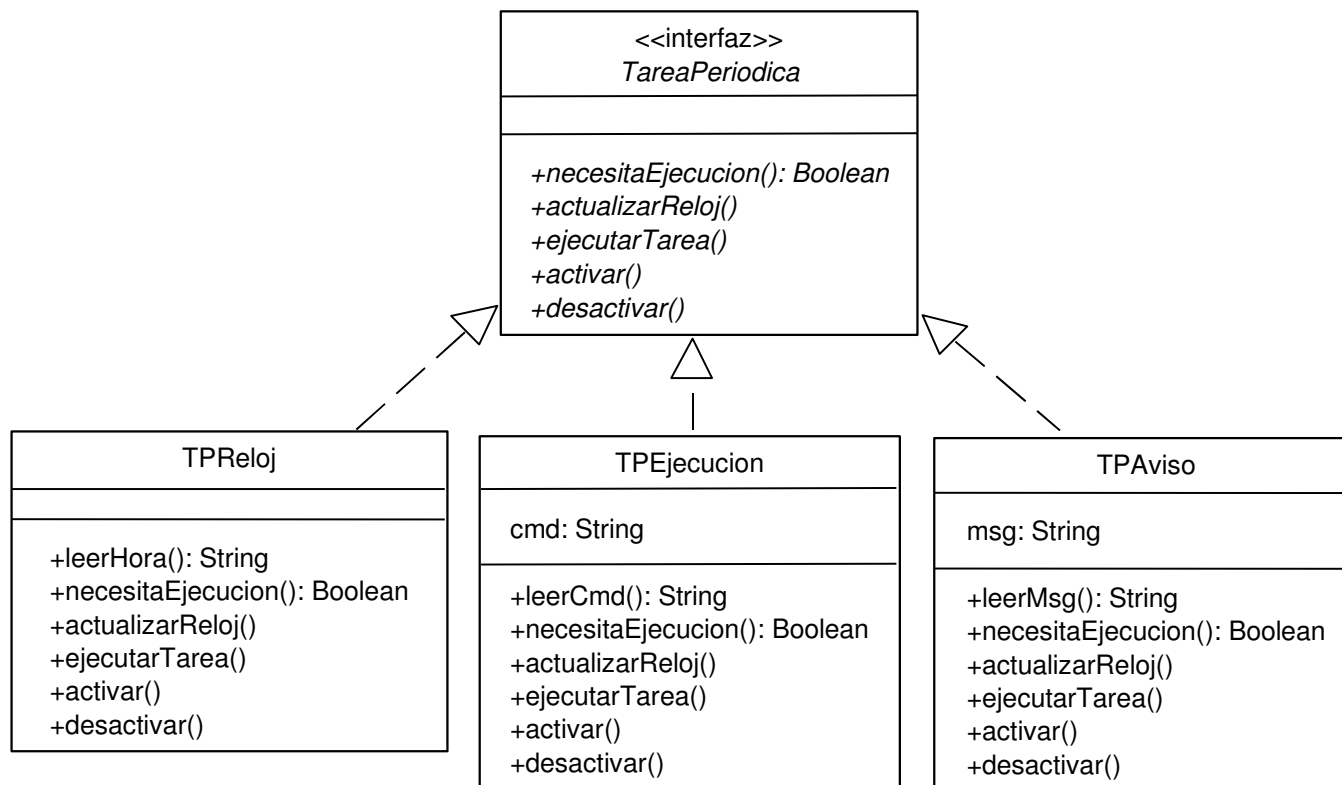 <<interfaz>>
TareaPeriodica
+necesitaEjecucion(): Boolean
+actualizarReloj()
+ejecutarTarea()
+activar()
+desactivar()
TPReloj
+leerHora(): String
+necesitaEjecucion(): Boolean
+actualizarReloj()
+ejecutarTarea()
+activar()
+desactivar()
TPEjecucion
cmd: String
+leerCmd(): String
+necesitaEjecucion(): Boolean
+actualizarReloj()
+ejecutarTarea()
+activar()
+desactivar()
TPAviso
msg: String
+leerMsg(): String
+necesitaEjecucion(): Boolean
+actualizarReloj()
+ejecutarTarea()
+activar()
+desactivar()